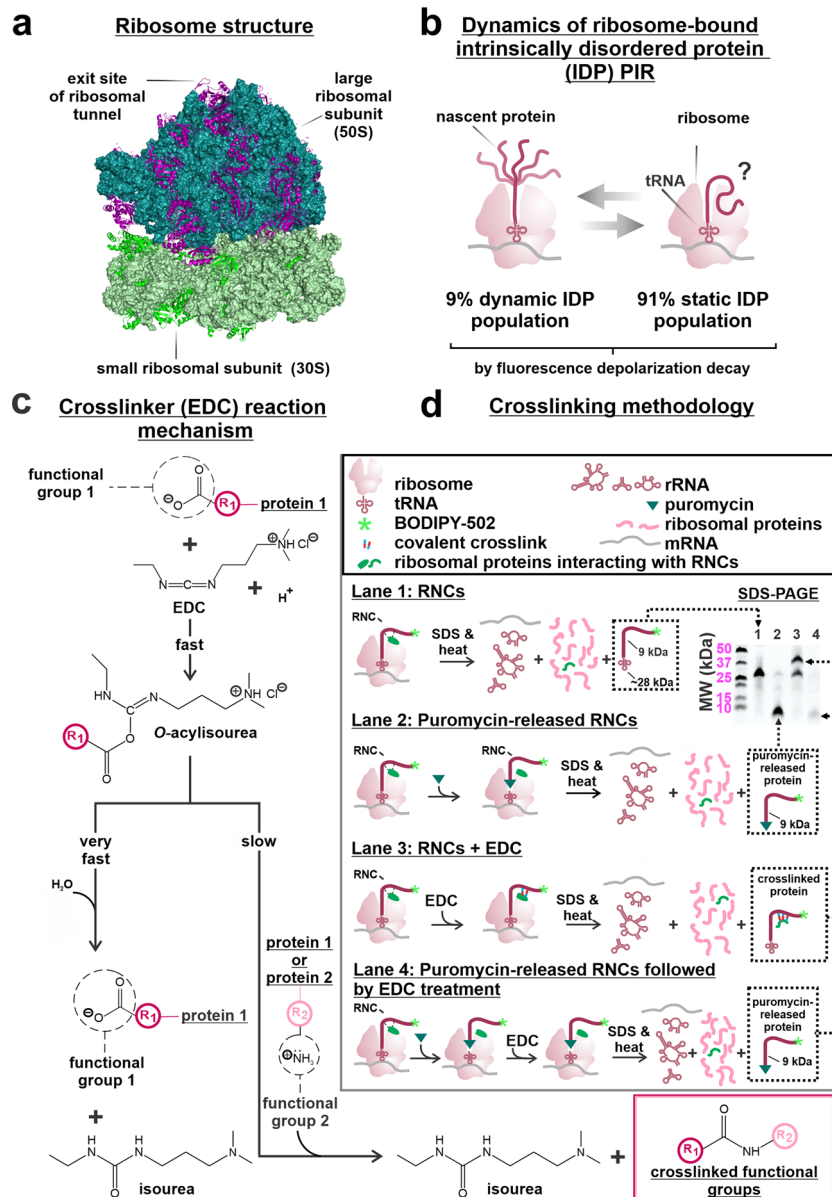 a
Ribosome structure
exit site
of ribosomal
tunnel
large
ribosomal
subunit
(50S)
small ribosomal subunit (30S)
b
Dynamics of ribosome-bound
intrinsically disordered protein
(IDP) PIR
nascent protein
ribosome
tRNA
?
9% dynamic IDP
population
91% static IDP
population
by fluorescence depolarization decay
c
Crosslinker (EDC) reaction
mechanism
functional
group 1
⊖
O
O
R1
protein 1
+
N=C=N
⊕
NH Cl⊖
EDC
+
H+
fast
HN
N
⊕
NH Cl⊖
R1
O
O
O-acylisourea
very
fast
slow
H2O
protein 1
or
protein 2
R2
⊕NH3
functional
group 2
⊖
O
O
R1
protein 1
functional
group 1
+
H
N
H
N
N
O
isourea
H
N
H
N
N
O
isourea
+
R1
O
NH
R2
crosslinked functional
groups
d
Crosslinking methodology
ribosome
tRNA
BODIPY-502
covalent crosslink
ribosomal proteins interacting with RNCs
rRNA
puromycin
ribosomal proteins
mRNA
Lane 1: RNCs
RNC
SDS &
heat
+
+
9 kDa
~28 kDa
SDS-PAGE
1 2 3 4
MW (kDa)
50
37
25
15
10
Lane 2: Puromycin-released RNCs
RNC
RNC
SDS &
heat
+
+
puromycin-
released
protein
9 kDa
Lane 3: RNCs + EDC
RNC
EDC
SDS &
heat
+
+
crosslinked
protein
Lane 4: Puromycin-released RNCs followed
by EDC treatment
RNC
EDC
SDS &
heat
+
+
puromycin-
released
protein
9 kDa